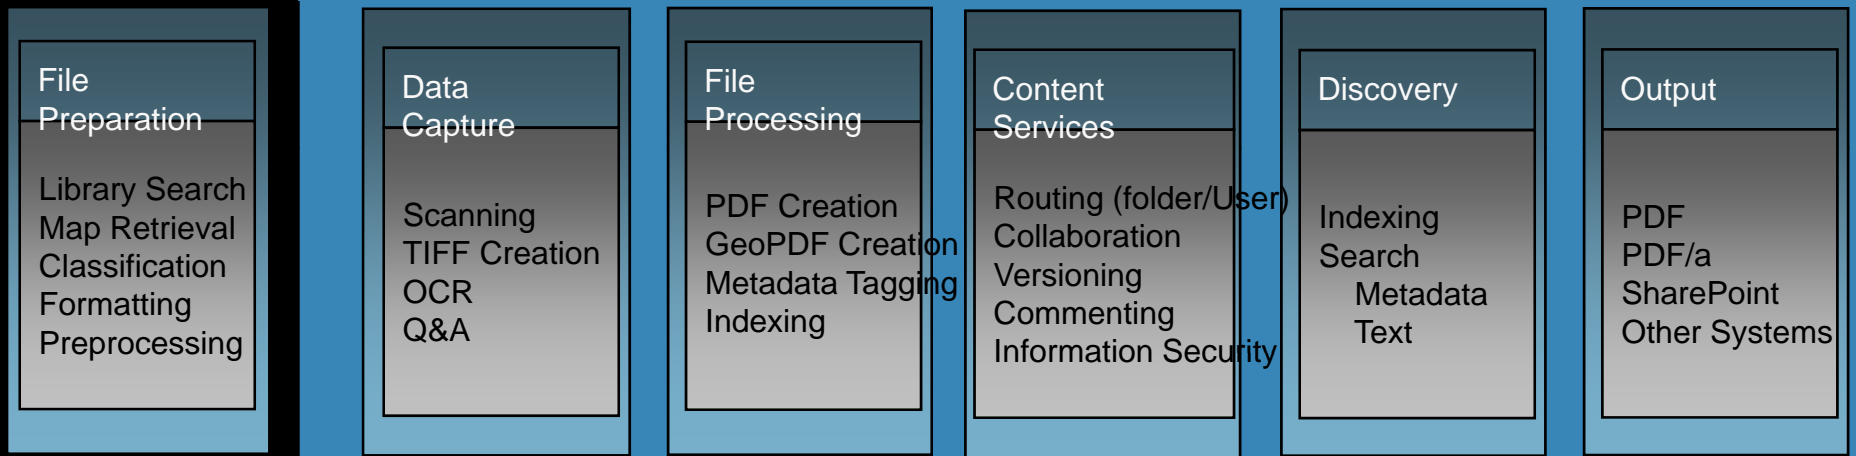 File
Preparation
Library Search
Map Retrieval
Classification
Formatting
Preprocessing
Data
Capture
Scanning
TIFF Creation
OCR
Q&A
File
Processing
PDF Creation
GeoPDF Creation
Metadata Tagging
Indexing
Content
Services
Routing (folder/User)
Collaboration
Versioning
Commenting
Information Security
Discovery
Indexing
Search
Metadata
Text
Output
PDF
PDF/a
SharePoint
Other Systems